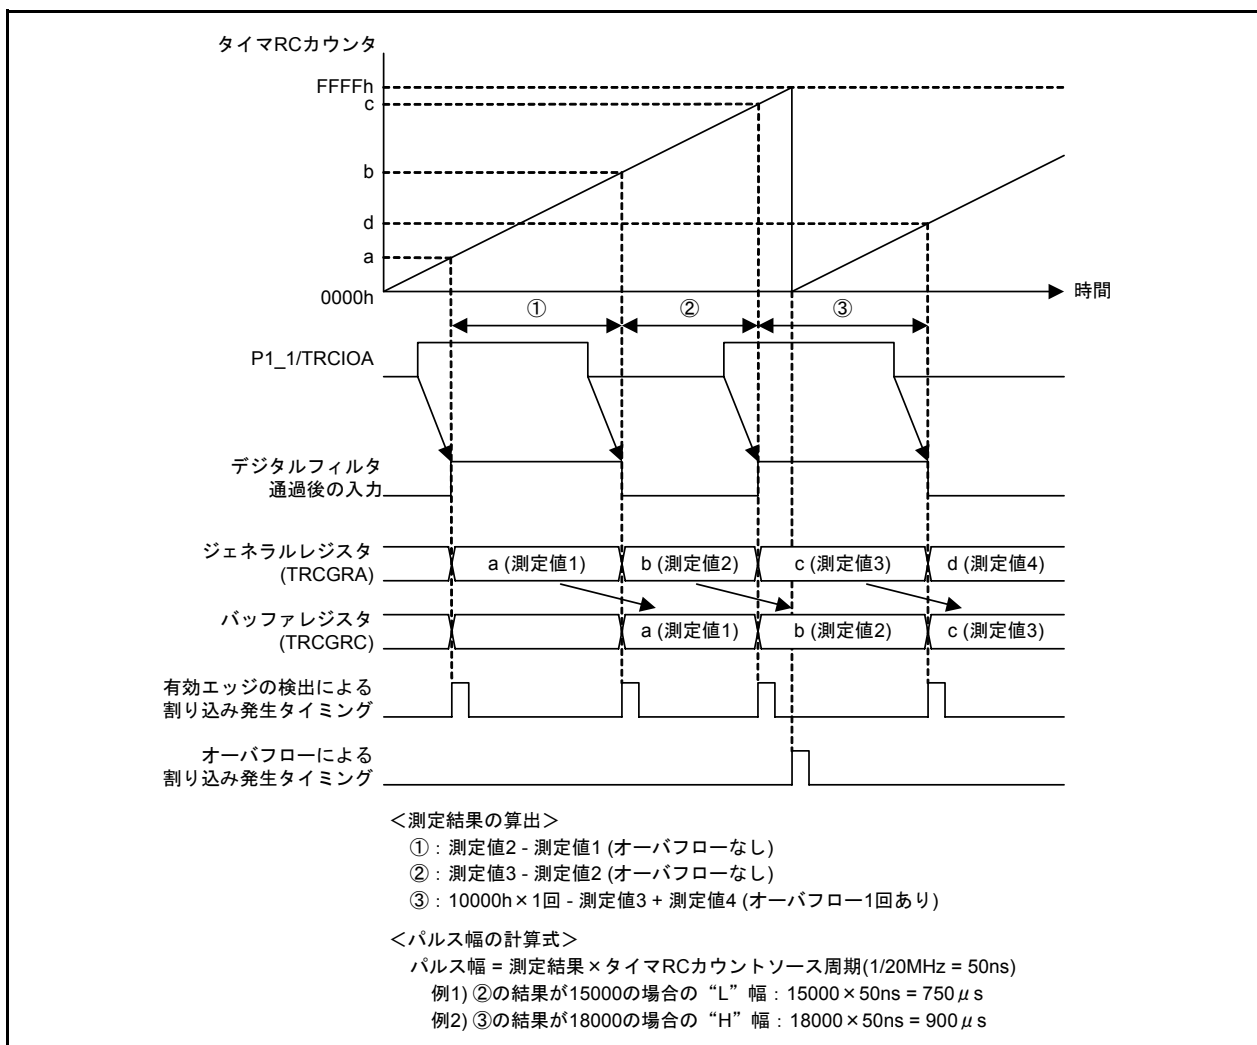 タイマRCカウンタ
FFFFh
c
b
d
a
0000h
時間
① ② ③
P1_1/TRCIOA
デジタルフィルタ
通過後の入力
ジェネラルレジスタ
(TRCGRA)
a (測定値1) b (測定値2) c (測定値3) d (測定値4)
バッファレジスタ
(TRCGRC)
a (測定値1) b (測定値2) c (測定値3)
有効エッジの検出による
割り込み発生タイミング
オーバフローによる
割り込み発生タイミング
＜測定結果の算出＞
①：測定値2 - 測定値1 (オーバフローなし)
②：測定値3 - 測定値2 (オーバフローなし)
③：10000h×1回 - 測定値3 + 測定値4 (オーバフロー1回あり)
＜パルス幅の計算式＞
パルス幅 = 測定結果×タイマRCカウントソース周期(1/20MHz = 50ns)
例1) ②の結果が15000の場合の“L”幅：15000×50ns = 750μs
例2) ③の結果が18000の場合の“H”幅：18000×50ns = 900μs